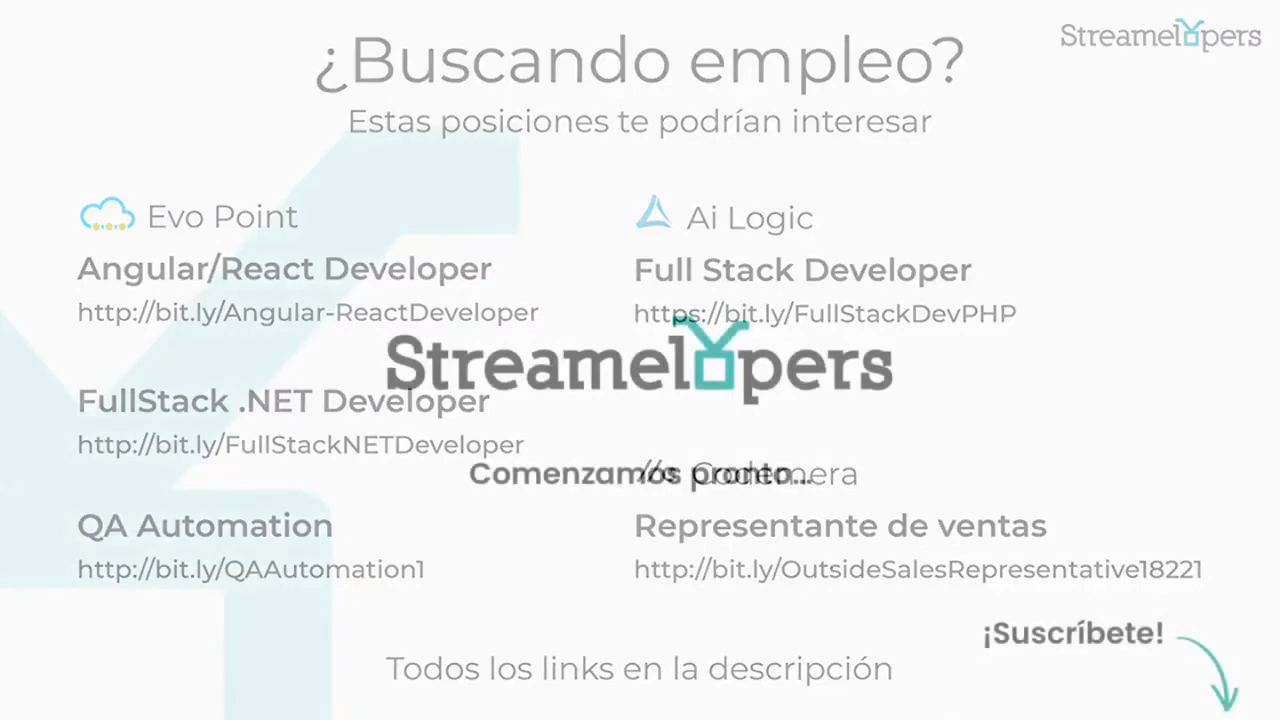 ¿Buscando empleo?
Streamelopers
Estas posiciones te podrían interesar
Evo Point
Angular/React Developer
http://bit.ly/Angular-ReactDeveloper
FullStack .NET Developer
http://bit.ly/FullStackNETDeveloper
QA Automation
http://bit.ly/QAAutomation1
Ai Logic
Full Stack Developer
https://bit.ly/FullStackDevPHP
Streamelopers
Comenzamos pronto...
Representante de ventas
http://bit.ly/OutsideSalesRepresentative18221
¡Suscríbete!
Todos los links en la descripción